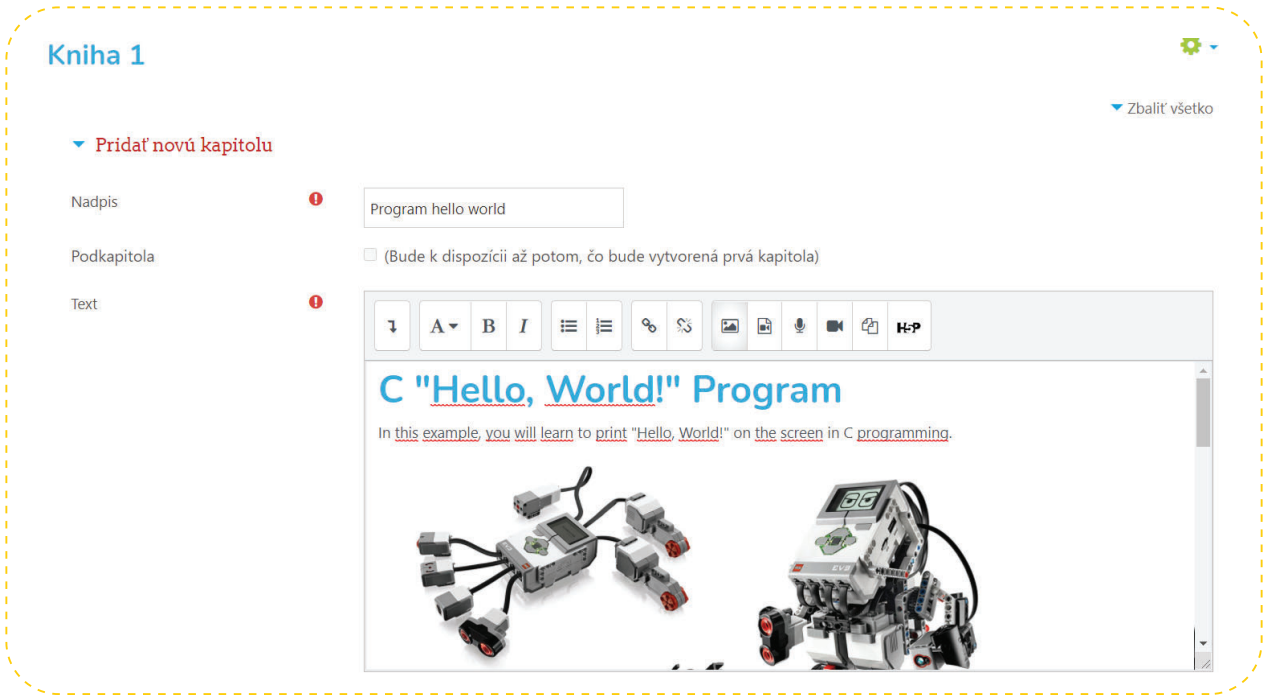 Kniha 1
Zbaliť všetko
Pridať novú kapitolu
Nadpis
Program hello world
Podkapitola
(Bude k dispozícii až potom, čo bude vytvorená prvá kapitola)
Text
A B I H5P
C "Hello, World!" Program
In this example, you will learn to print "Hello, World!" on the screen in C programming.
EV3